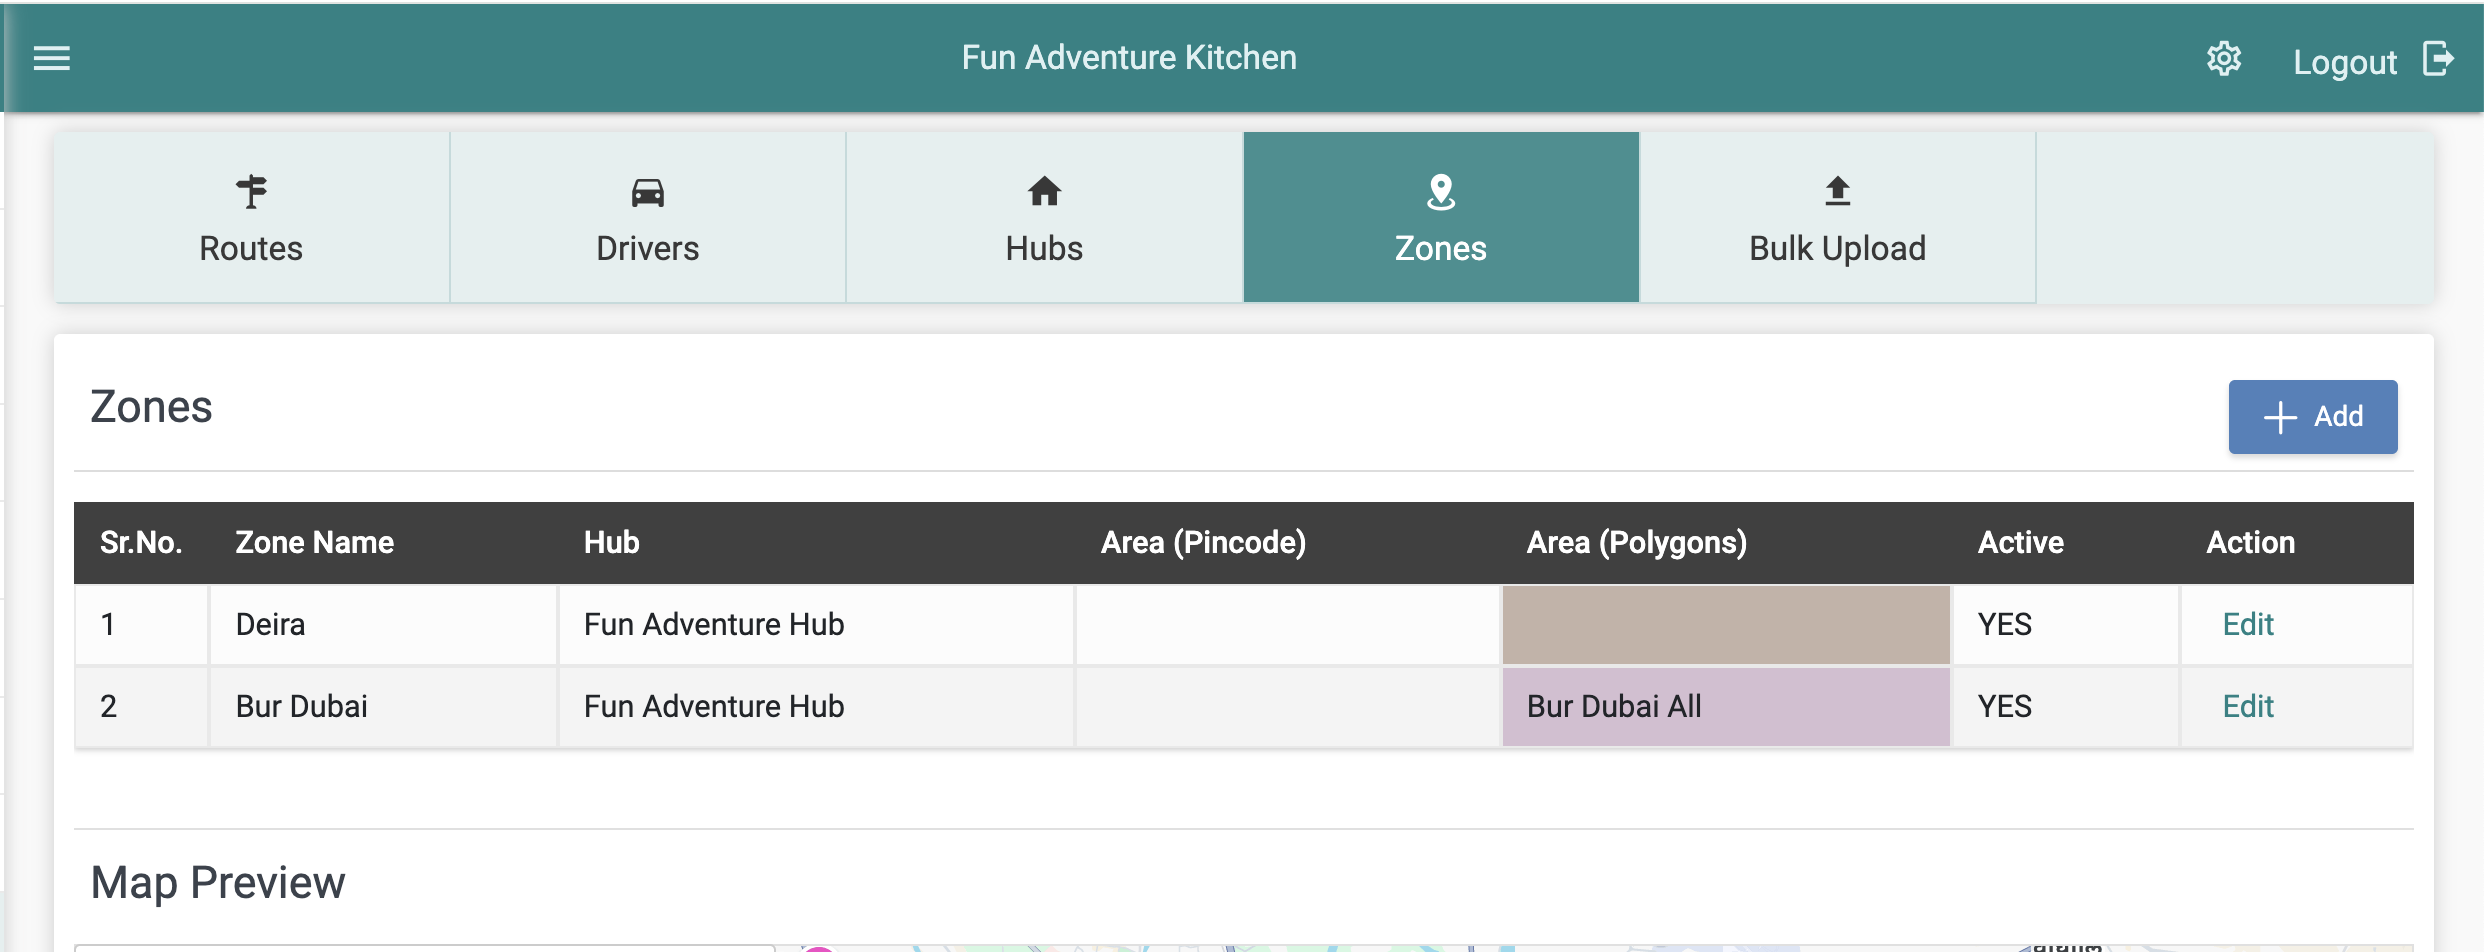 Fun Adventure Kitchen
Logout
Routes
Drivers
Hubs
Zones
Bulk Upload
Zones
Add
Sr.No. Zone Name Hub Area (Pincode) Area (Polygons) Active Action
1 Deira Fun Adventure Hub YES Edit
2 Bur Dubai Fun Adventure Hub Bur Dubai All YES Edit
Map Preview